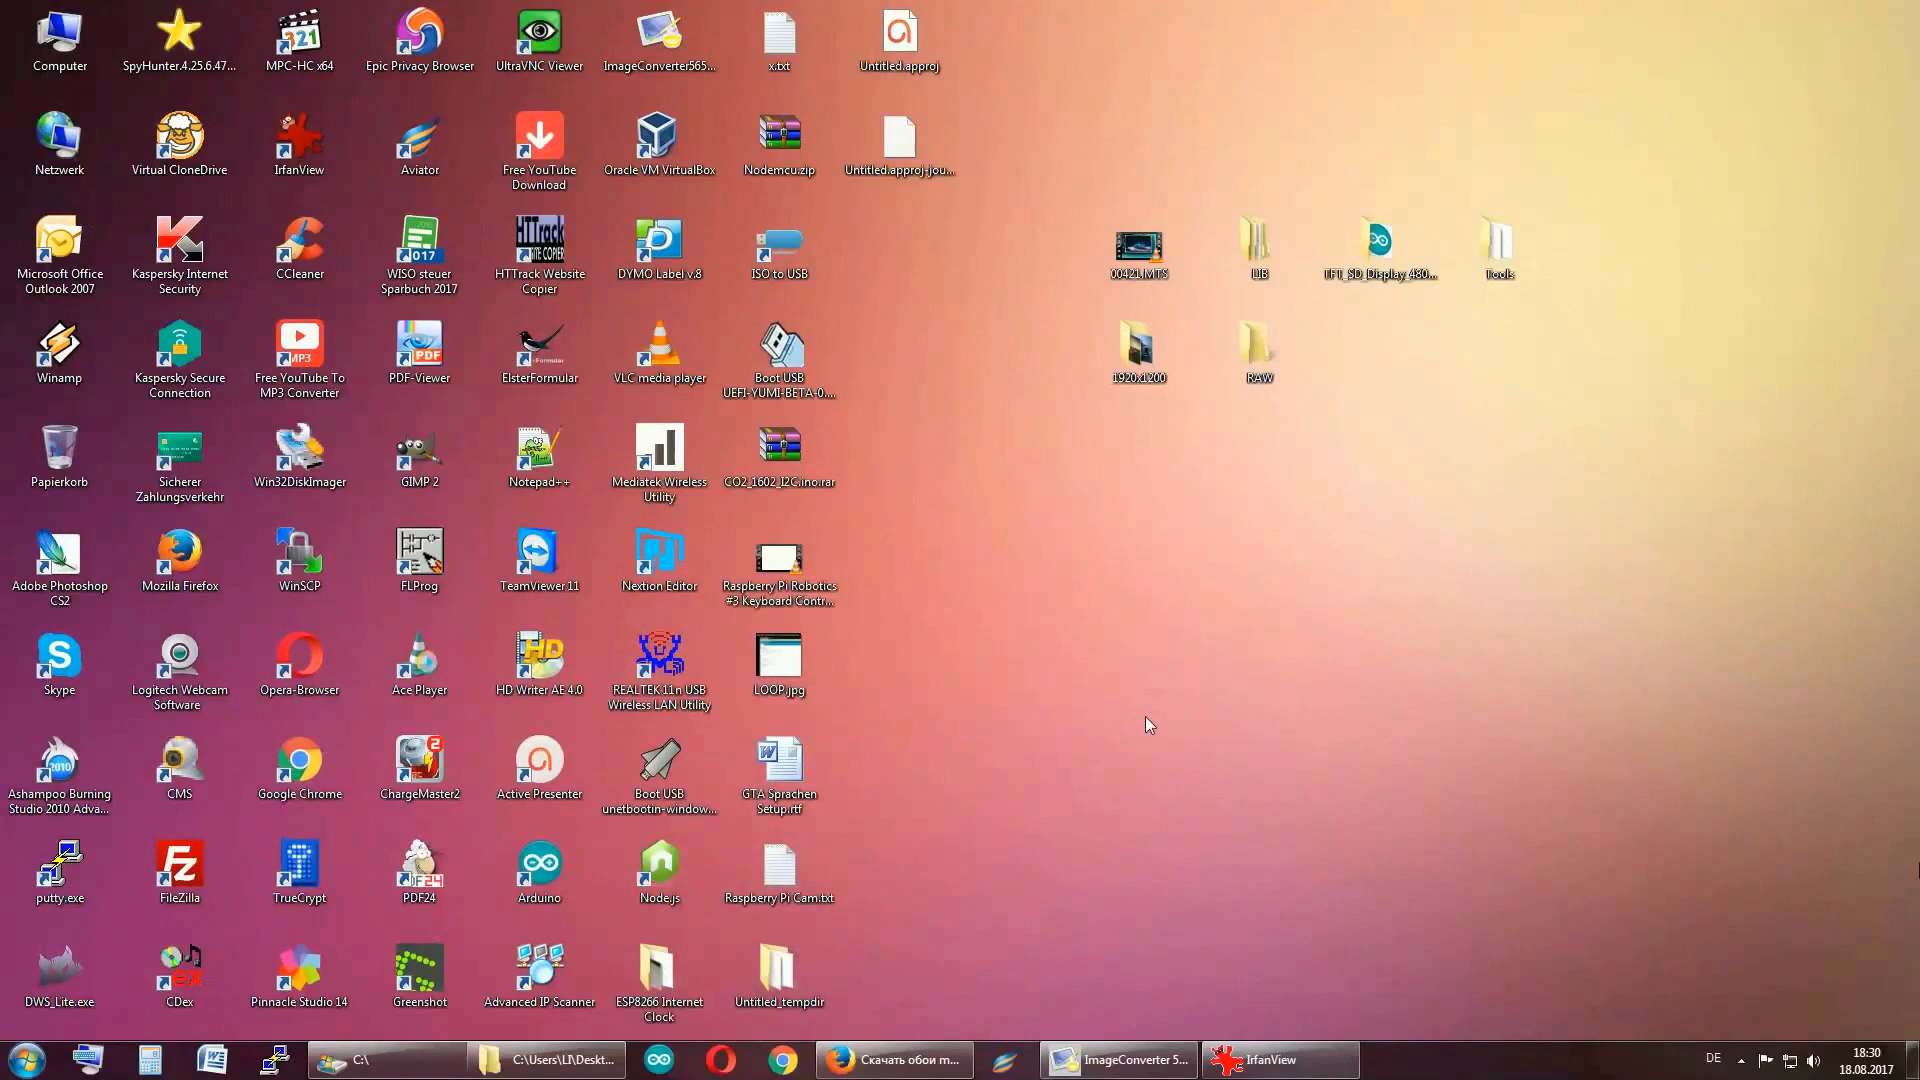 Computer
SpyHunter.4.25.6.47...
MPC-HC x64
Epic Privacy Browser
UltraVNC Viewer
ImageConverter565...
x.txt
Untitled.approj
Netzwerk
Virtual CloneDrive
IrfanView
Aviator
Free YouTube
Download
Oracle VM VirtualBox
Nodemcu.zip
Untitled.approj-jou...
Microsoft Office
Outlook 2007
Kaspersky Internet
Security
CCleaner
WISO steuer
Sparbuch 2017
HTTrack Website
Copier
DYMO Label v.8
ISO to USB
00421.MTS
LIB
TFT_SD_Display_480...
Tools
Winamp
Kaspersky Secure
Connection
Free YouTube To
MP3 Converter
PDF-Viewer
ElsterFormular
VLC media player
Boot USB
UEFI-YUMI-BETA-0....
1920x1200
RAW
Papierkorb
Sicherer
Zahlungsverkehr
Win32DiskImager
GIMP 2
Notepad++
Mediatek Wireless
Utility
CO2_1602_I2C.ino.rar
Adobe Photoshop
CS2
Mozilla Firefox
WinSCP
FLProg
TeamViewer 11
Nextion Editor
Raspberry Pi Robotics
#3 Keyboard Contr...
Skype
Logitech Webcam
Software
Opera-Browser
Ace Player
HD Writer AE 4.0
REALTEK 11n USB
Wireless LAN Utility
LOOP.jpg
Ashampoo Burning
Studio 2010 Adva...
CMS
Google Chrome
ChargeMaster2
Active Presenter
Boot USB
unetbootin-window...
GTA Sprachen
Setup.rtf
putty.exe
FileZilla
TrueCrypt
PDF24
Arduino
Node.js
Raspberry Pi Cam.txt
DWS_Lite.exe
CDex
Pinnacle Studio 14
Greenshot
Advanced IP Scanner
ESP8266 Internet
Clock
Untitled_tempdir
C:\
C:\Users\LI\Deskt...
Скачать обои m...
ImageConverter 5...
IrfanView
DE
18:30
18.08.2017